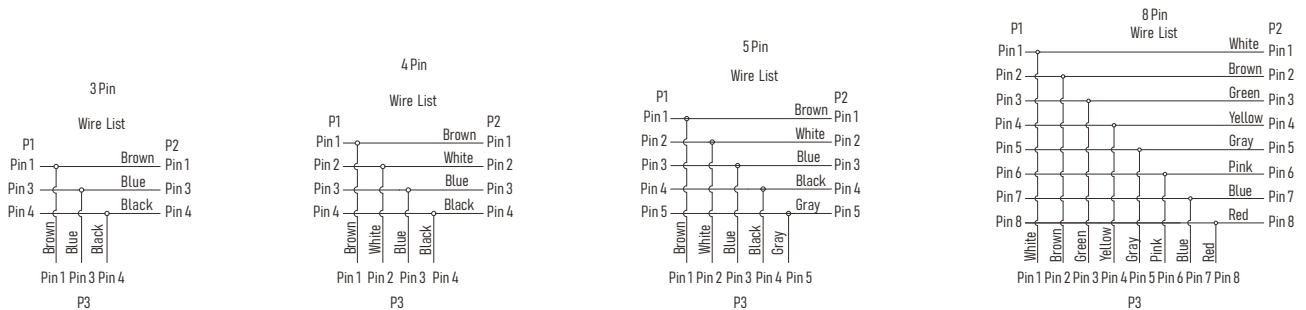 3 Pin
Wire List
P1
P2
Pin 1 Brown Pin 1
Pin 3 Blue Pin 3
Pin 4 Black Pin 4
Brown Blue Black
Pin 1 Pin 3 Pin 4
P3
4 Pin
Wire List
P1
P2
Pin 1 Brown Pin 1
Pin 2 White Pin 2
Pin 3 Blue Pin 3
Pin 4 Black Pin 4
Brown White Blue Black
Pin 1 Pin 2 Pin 3 Pin 4
P3
5 Pin
Wire List
P1
P2
Pin 1 Brown Pin 1
Pin 2 White Pin 2
Pin 3 Blue Pin 3
Pin 4 Black Pin 4
Pin 5 Gray Pin 5
Brown White Blue Black Gray
Pin 1 Pin 2 Pin 3 Pin 4 Pin 5
P3
8 Pin
Wire List
P1
P2
Pin 1 White Pin 1
Pin 2 Brown Pin 2
Pin 3 Green Pin 3
Pin 4 Yellow Pin 4
Pin 5 Gray Pin 5
Pin 6 Pink Pin 6
Pin 7 Blue Pin 7
Pin 8 Red Pin 8
White Brown Green Yellow Gray Pink Blue Red
Pin 1 Pin 2 Pin 3 Pin 4 Pin 5 Pin 6 Pin 7 Pin 8
P3